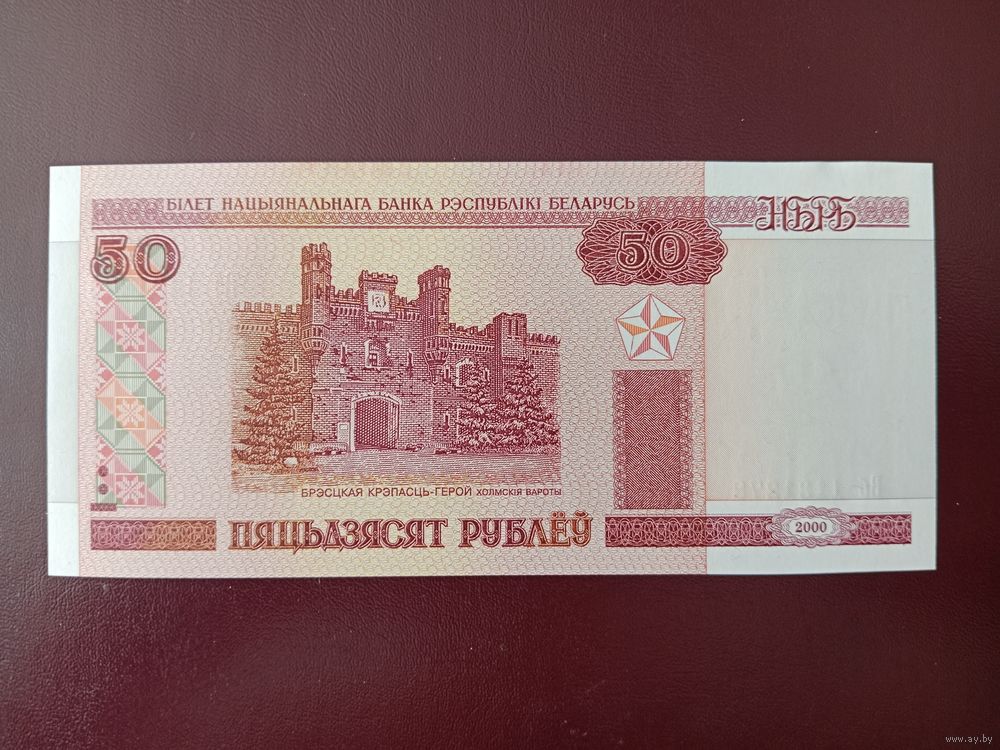 БІЛЕТ НАЦЫЯНАЛЬНАГА БАНКА РЭСПУБЛІКІ БЕЛАРУСЬ
НБРБ
50
50
БРЭСЦКАЯ КРЭПАСЦЬ-ГЕРОЙ ХОЛМСКІЯ ВАРОТЫ
ПЯЦЬДЗЯСЯТ РУБЛЁЎ
2000
www.ay.by